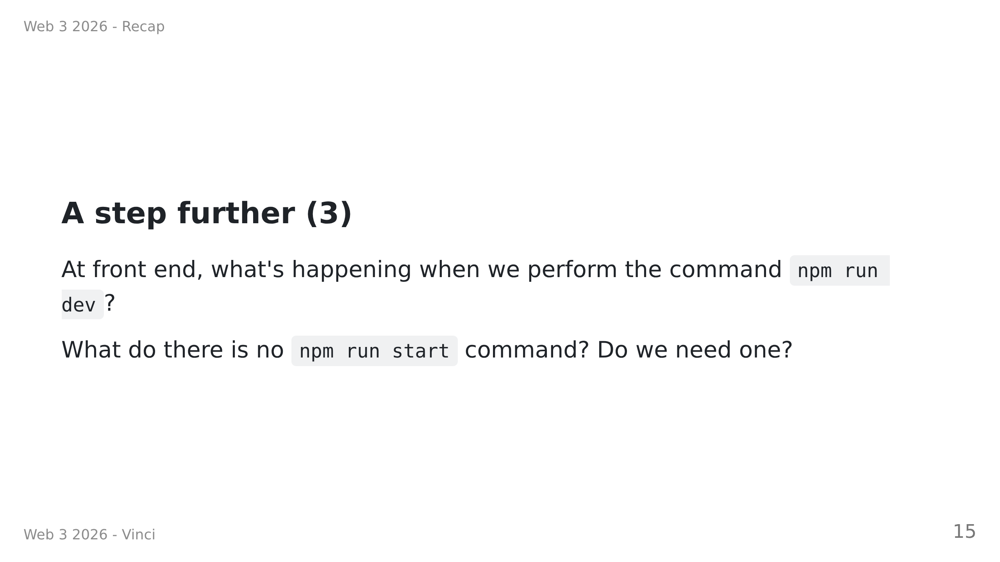 Web 3 2026 - Recap
A step further (3)
At front end, what's happening when we perform the command npm run
dev ?
What do there is no npm run start command? Do we need one?
Web 3 2026 - Vinci
15